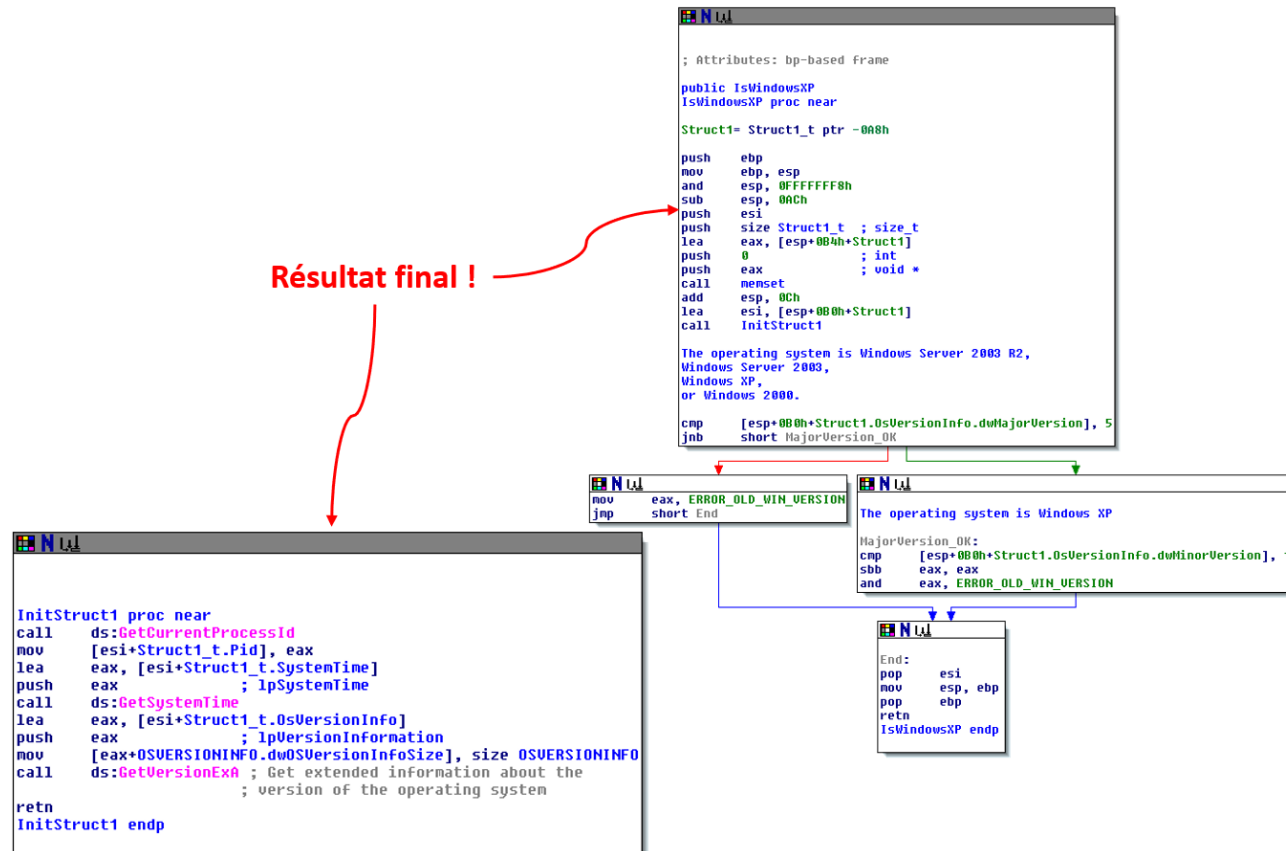 ; Attributes: bp-based frame
public IsWindowsXP
IsWindowsXP proc near
Struct1= Struct1_t ptr -0A8h
push ebp
mov ebp, esp
and esp, 0FFFFFFF8h
sub esp, 0ACh
push esi
push size Struct1_t ; size_t
lea eax, [esp+0B4h+Struct1]
push 0 ; int
push eax ; void *
call memset
add esp, 0Ch
lea esi, [esp+0B0h+Struct1]
call InitStruct1
The operating system is Windows Server 2003 R2,
Windows Server 2003,
Windows XP,
or Windows 2000.
cmp [esp+0B0h+Struct1.OsVersionInfo.dwMajorVersion], 5
jnb short MajorVersion_OK
Résultat final !
mov eax, ERROR_OLD_WIN_VERSION
jmp short End
The operating system is Windows XP
MajorVersion_OK:
cmp [esp+0B0h+Struct1.OsVersionInfo.dwMinorVersion],
sbb eax, eax
and eax, ERROR_OLD_WIN_VERSION
InitStruct1 proc near
call ds:GetCurrentProcessId
mov [esi+Struct1_t.Pid], eax
lea eax, [esi+Struct1_t.SystemTime]
push eax ; lpSystemTime
call ds:GetSystemTime
lea eax, [esi+Struct1_t.OsVersionInfo]
push eax ; lpVersionInformation
mov [eax+OSVERSIONINFO.dwOSVersionInfoSize], size OSVERSIONINFO
call ds:GetVersionExA ; Get extended information about the
; version of the operating system
retn
InitStruct1 endp
End:
pop esi
mov esp, ebp
pop ebp
retn
IsWindowsXP endp